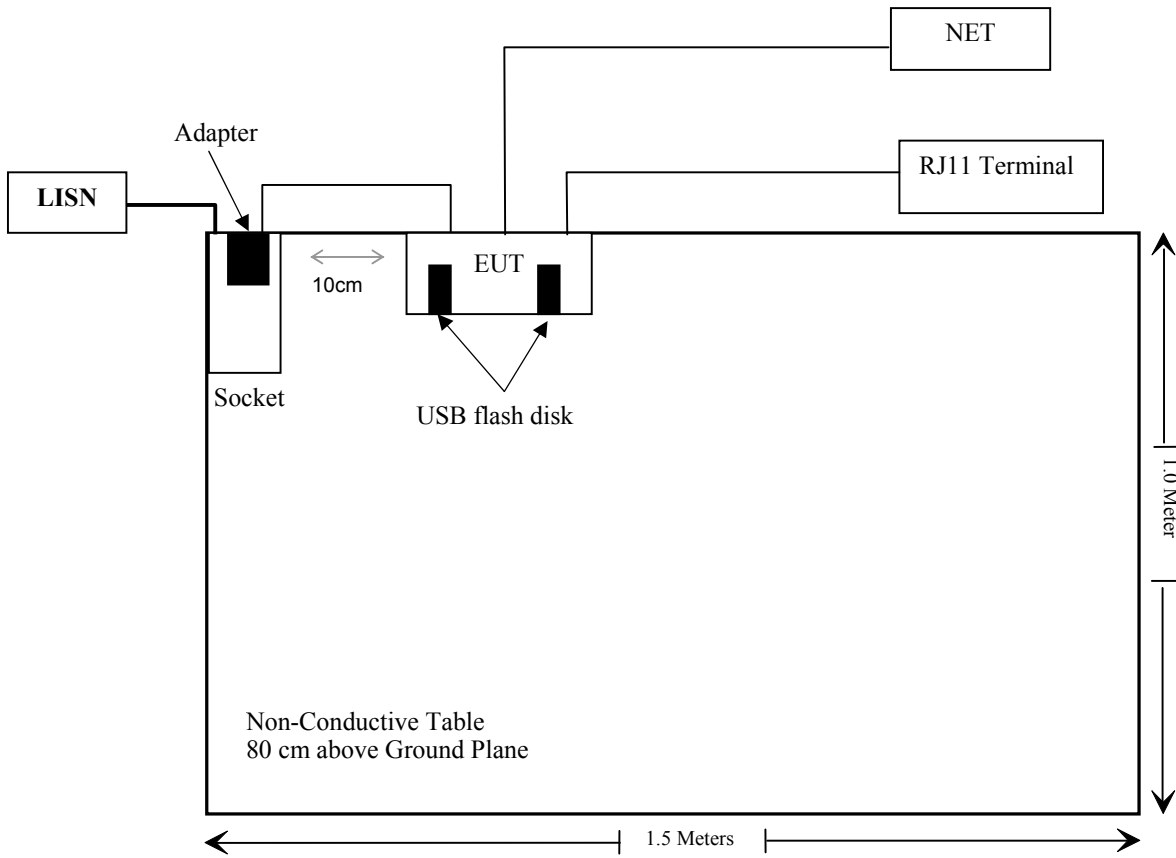 NET
Adapter
RJ11 Terminal
LISN
EUT
10cm
Socket
USB flash disk
1.0 Meter
Non-Conductive Table
80 cm above Ground Plane
1.5 Meters